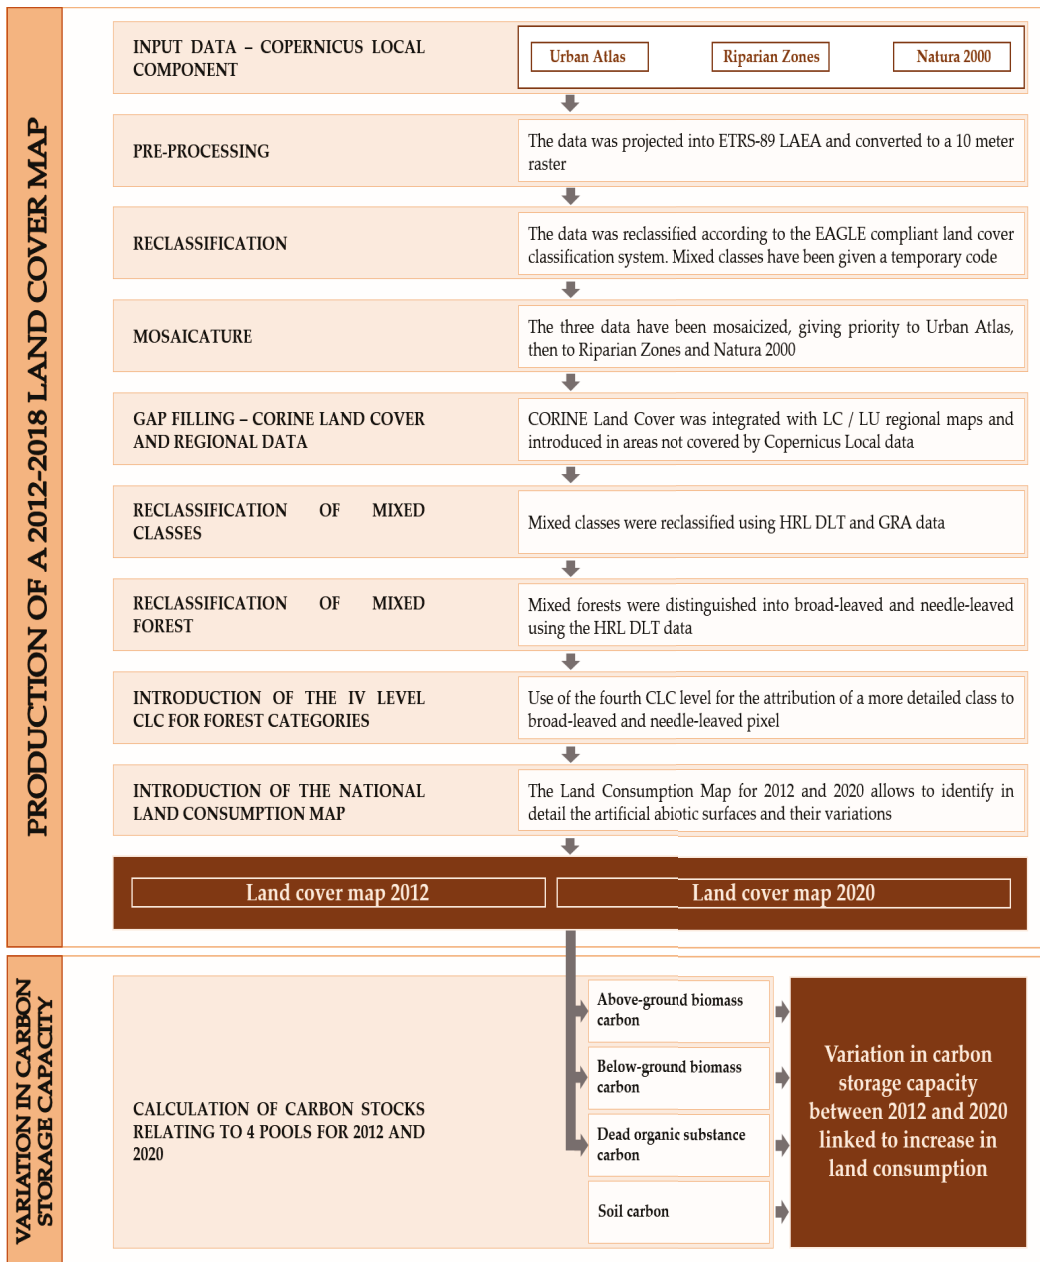 PRODUCTION OF A 2012-2018 LAND COVER MAP
INPUT DATA – COPERNICUS LOCAL
COMPONENT
Urban Atlas
Riparian Zones
Natura 2000
PRE-PROCESSING
The data was projected into ETRS-89 LAEA and converted to a 10 meter
raster
RECLASSIFICATION
The data was reclassified according to the EAGLE compliant land cover
classification system. Mixed classes have been given a temporary code
MOSAICATURE
The three data have been mosaicized, giving priority to Urban Atlas,
then to Riparian Zones and Natura 2000
GAP FILLING – CORINE LAND COVER
AND REGIONAL DATA
CORINE Land Cover was integrated with LC / LU regional maps and
introduced in areas not covered by Copernicus Local data
RECLASSIFICATION OF MIXED
CLASSES
Mixed classes were reclassified using HRL DLT and GRA data
RECLASSIFICATION OF MIXED
FOREST
Mixed forests were distinguished into broad-leaved and needle-leaved
using the HRL DLT data
INTRODUCTION OF THE IV LEVEL
CLC FOR FOREST CATEGORIES
Use of the fourth CLC level for the attribution of a more detailed class to
broad-leaved and needle-leaved pixel
INTRODUCTION OF THE NATIONAL
LAND CONSUMPTION MAP
The Land Consumption Map for 2012 and 2020 allows to identify in
detail the artificial abiotic surfaces and their variations
Land cover map 2012
Land cover map 2020
VARIATION IN CARBON
STORAGE CAPACITY
CALCULATION OF CARBON STOCKS
RELATING TO 4 POOLS FOR 2012 AND
2020
Above-ground biomass
carbon
Below-ground biomass
carbon
Dead organic substance
carbon
Soil carbon
Variation in carbon
storage capacity
between 2012 and 2020
linked to increase in
land consumption